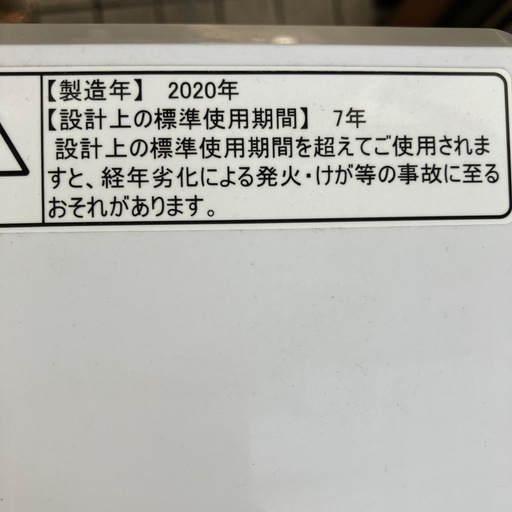 【製造年】 2020年
【設計上の標準使用期間】 7年
設計上の標準使用期間を超えてご使用されま
すと、経年劣化による発火・けが等の事故に至る
おそれがあります。